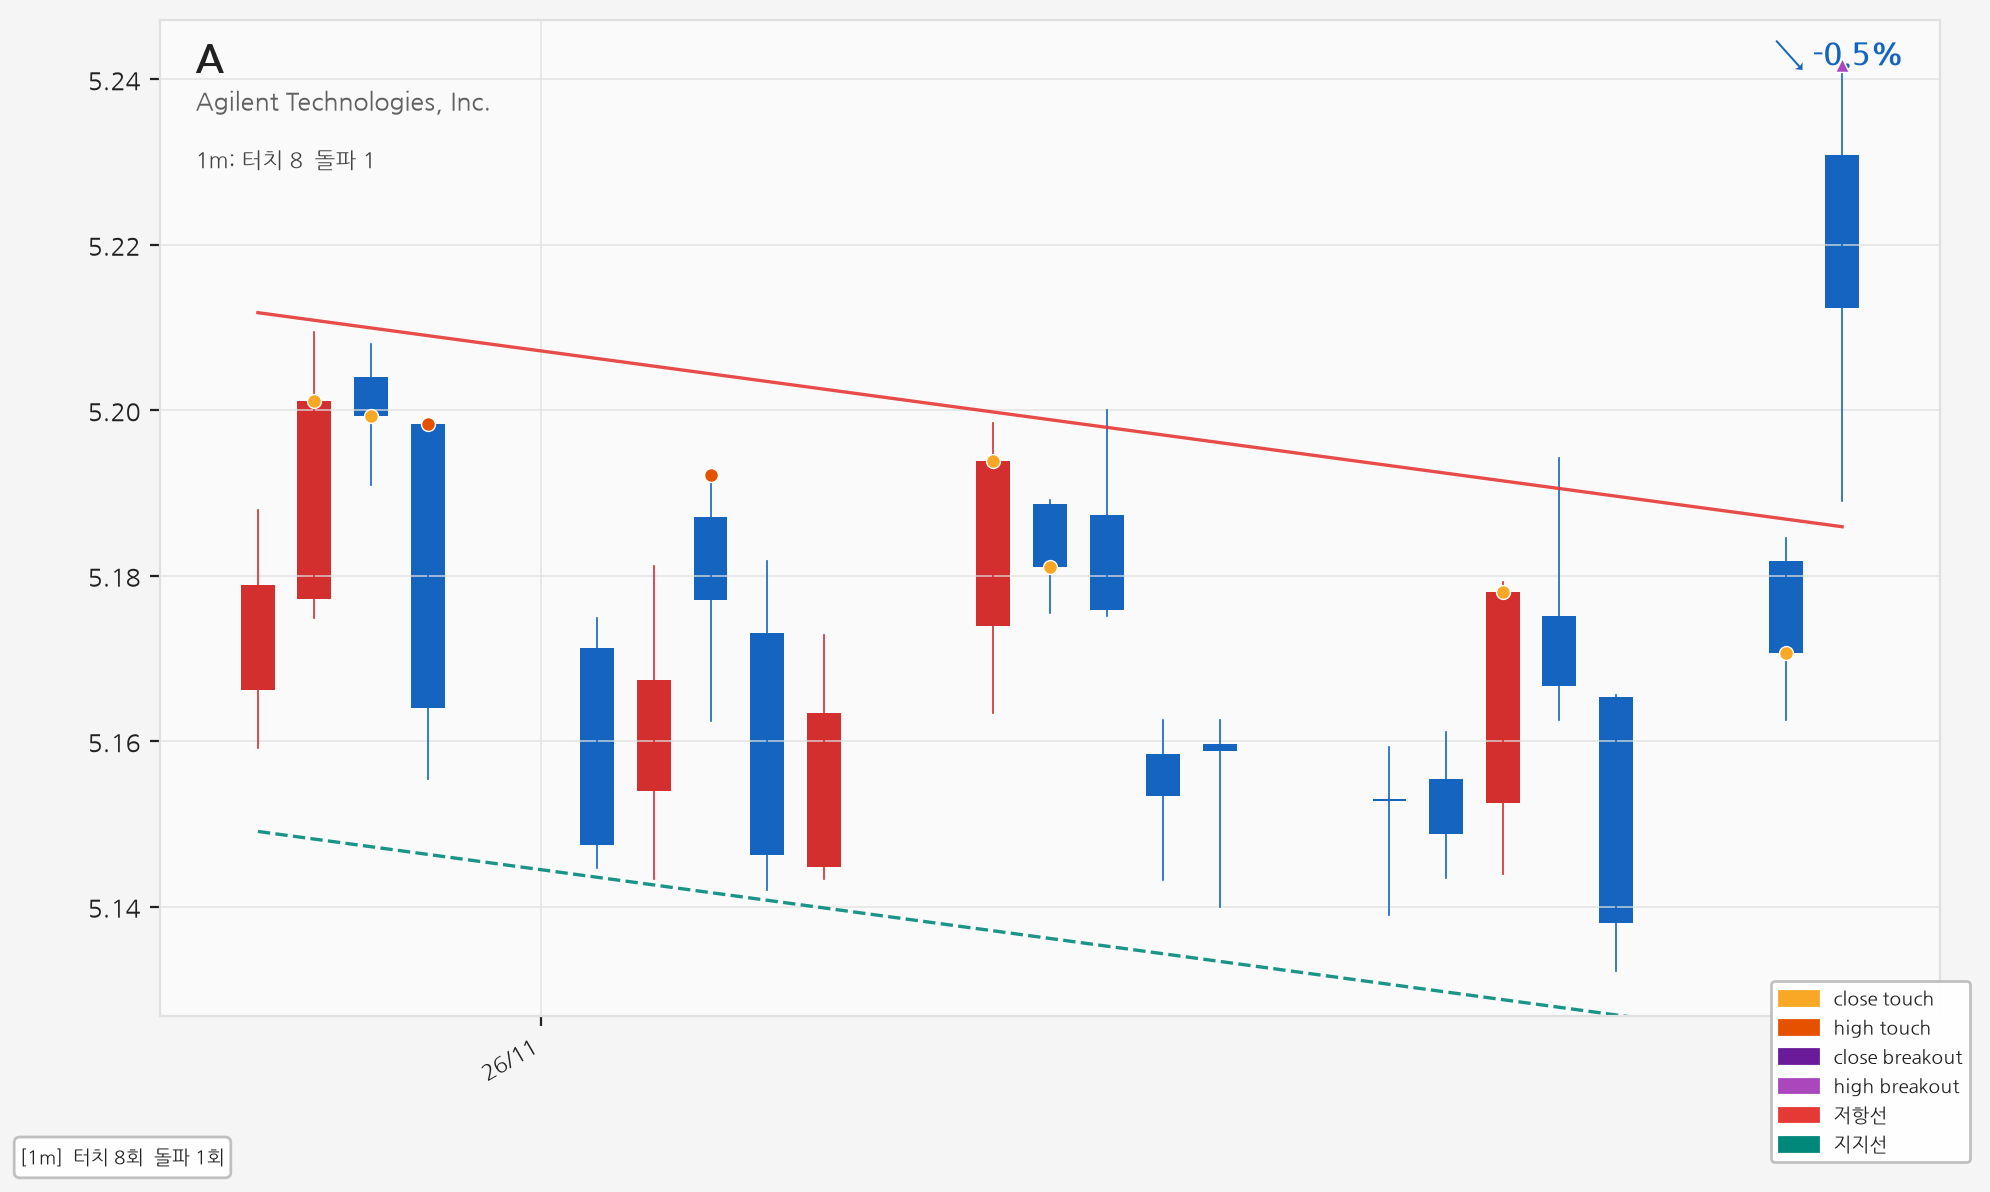 A
Agilent Technologies, Inc.
1m: 터치 8 돌파 1
-0.5%
5.24
5.22
5.20
5.18
5.16
5.14
26/11
close touch
high touch
close breakout
high breakout
저항선
지지선
[1m] 터치 8회 돌파 1회